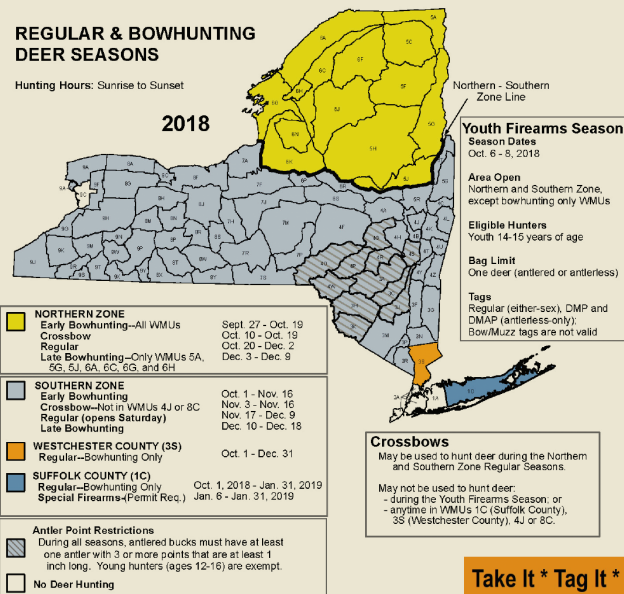 REGULAR & BOWHUNTING
DEER SEASONS
Hunting Hours: Sunrise to Sunset
2018
Northern - Southern
Zone Line
Youth Firearms Season
Season Dates
Oct. 6 - 8, 2018
Area Open
Northern and Southern Zone,
except bowhunting only WMUs
Eligible Hunters
Youth 14-15 years of age
Bag Limit
One deer (antlered or antlerless)
Tags
Regular (either-sex), DMP and
DMAP (antlerless-only);
Bow/Muzz tags are not valid
NORTHERN ZONE
Early Bowhunting--All WMUs Sept. 27 - Oct. 19
Crossbow Oct. 10 - Oct. 19
Regular Oct. 20 - Dec. 2
Late Bowhunting--Only WMUs 5A, Dec. 3 - Dec. 9
5G, 5J, 6A, 6C, 6G, and 6H
SOUTHERN ZONE
Early Bowhunting Oct. 1 - Nov. 16
Crossbow--Not in WMUs 4J or 8C Nov. 3 - Nov. 16
Regular (opens Saturday) Nov. 17 - Dec. 9
Late Bowhunting Dec. 10 - Dec. 18
WESTCHESTER COUNTY (3S)
Regular--Bowhunting Only Oct. 1 - Dec. 31
SUFFOLK COUNTY (1C)
Regular--Bowhunting Only Oct. 1, 2018 - Jan. 31, 2019
Special Firearms-(Permit Req.) Jan. 6 - Jan. 31, 2019
Antler Point Restrictions
During all seasons, antlered bucks must have at least
one antler with 3 or more points that are at least 1
inch long. Young hunters (ages 12-16) are exempt.
No Deer Hunting
Crossbows
May be used to hunt deer during the Northern
and Southern Zone Regular Seasons.
May not be used to hunt deer:
- during the Youth Firearms Season; or
- anytime in WMUs 1C (Suffolk County),
3S (Westchester County), 4J or 8C.
Take It * Tag It *